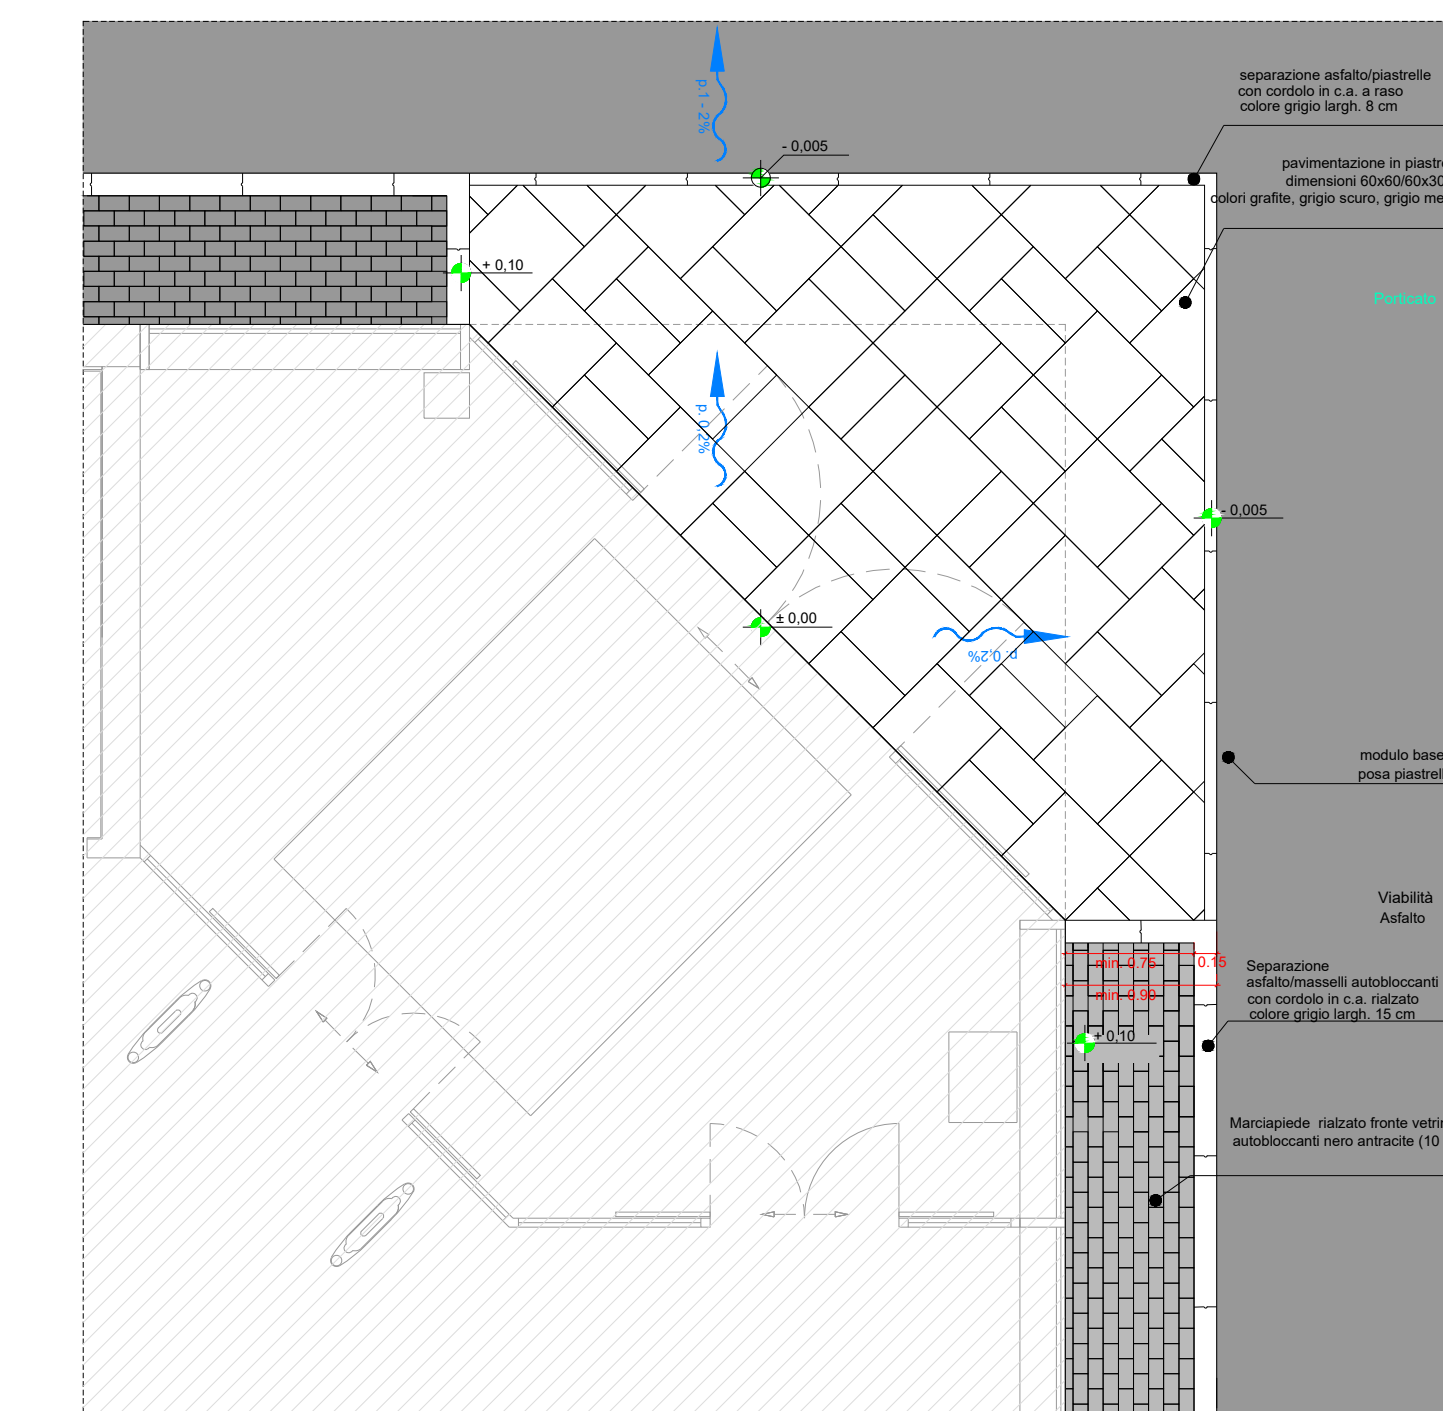 separazione asfalto/piastrelle
con cordolo in c.a. a raso
colore grigio largh. 8 cm
p.1 - 2%
- 0,005
pavimentazione in piastre
dimensioni 60x60/60x30
colori grafite, grigio scuro, grigio me
+ 0,10
Porticato
p. 0,2%
- 0,005
± 0,00
p. 0,2%
modulo base
posa piastrell
Viabilità
Asfalto
min. 0.75
0.15
min. 0.90
Separazione
asfalto/masselli autobloccanti
con cordolo in c.a. rialzato
colore grigio largh. 15 cm
+ 0,10
Marciapiede rialzato fronte vetrin
autobloccanti nero antracite (10